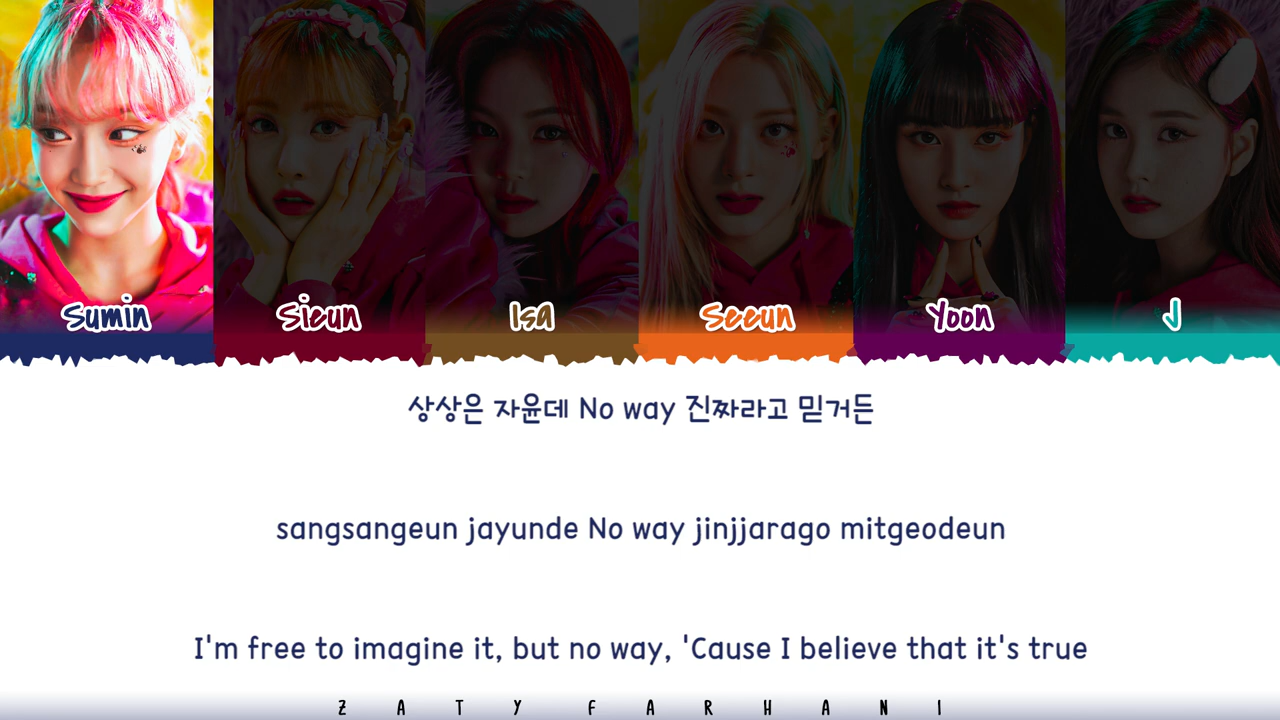 Sumin Sieun Isa Seeun Yoon J
상상은 자윤데 No way 진짜라고 믿거든
sangsangeun jayunde No way jinjjarago mitgeodeun
I'm free to imagine it, but no way, 'Cause I believe that it's true
ZATY FARHANI